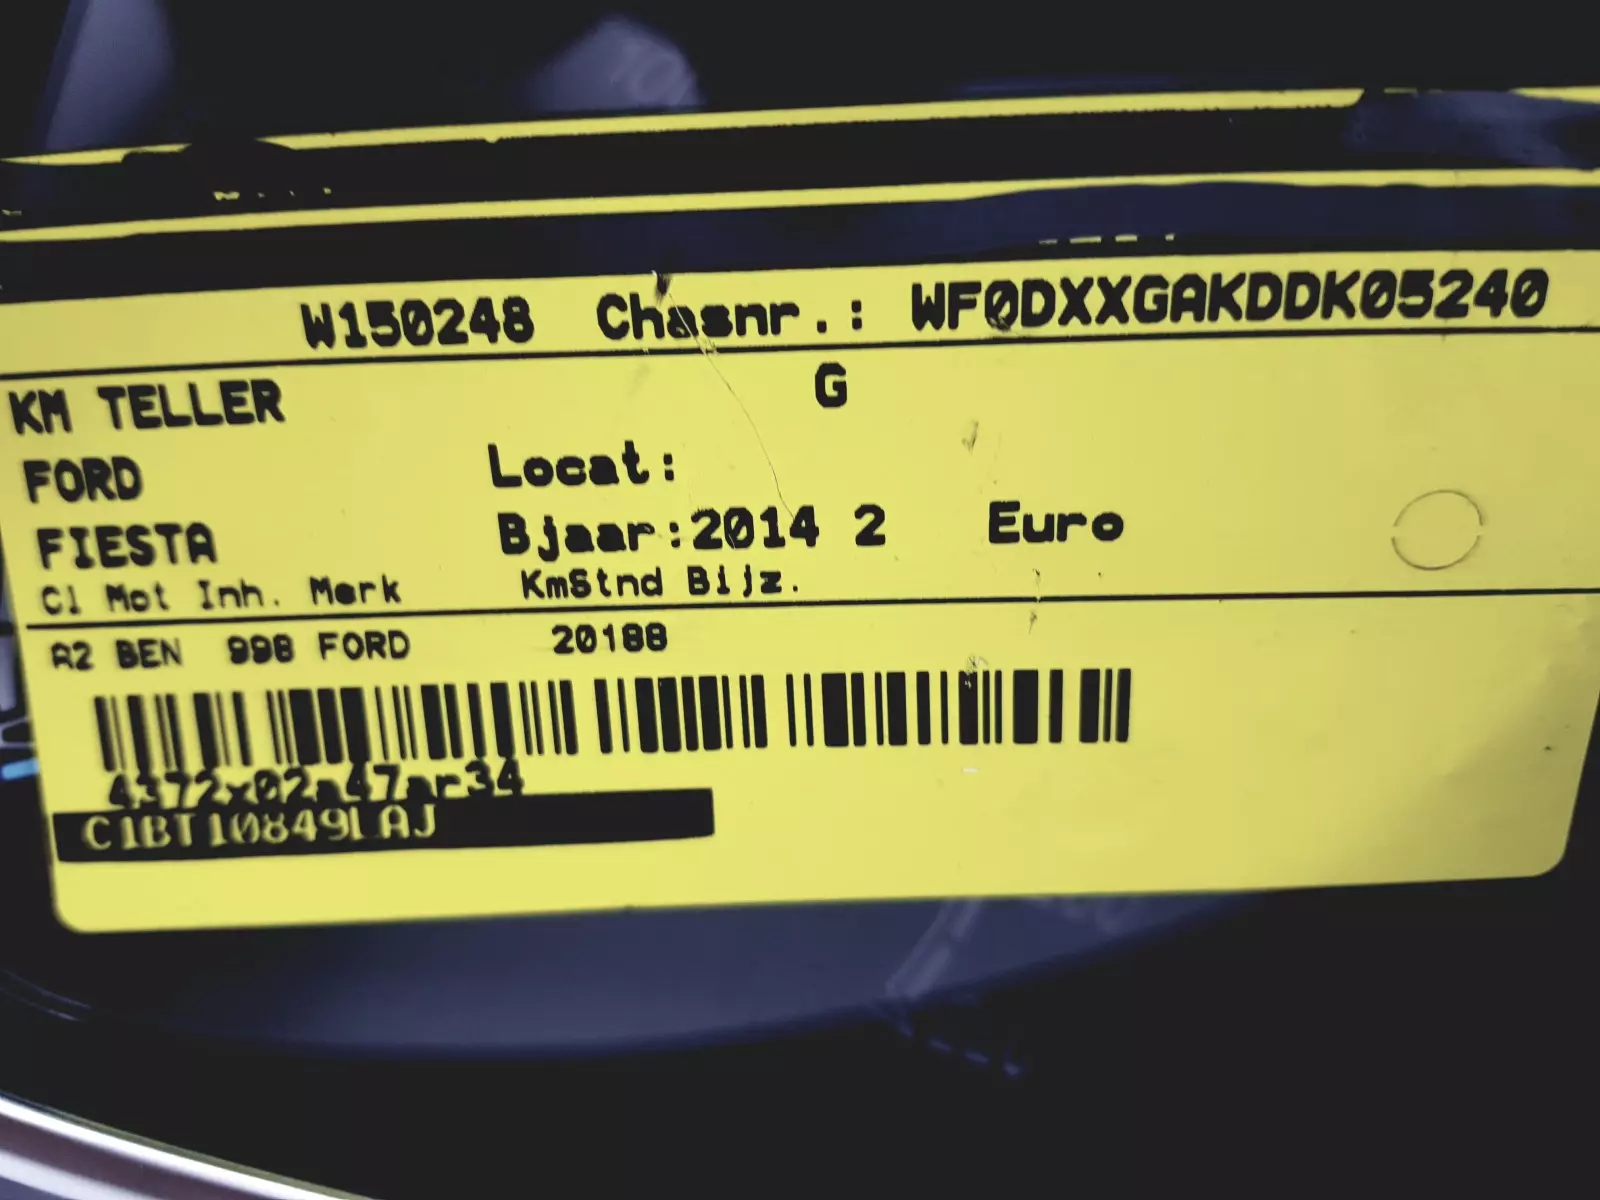 W150248 Chasnr.: WF0DXXGAKDDK05240
KM TELLER G
FORD Locat:
FIESTA Bjaar:2014 2 Euro
Cl Mot Inh. Merk KmStnd Bijz.
A2 BEN 998 FORD 20188
4372x02a47ar34
C1BT10849LAJ